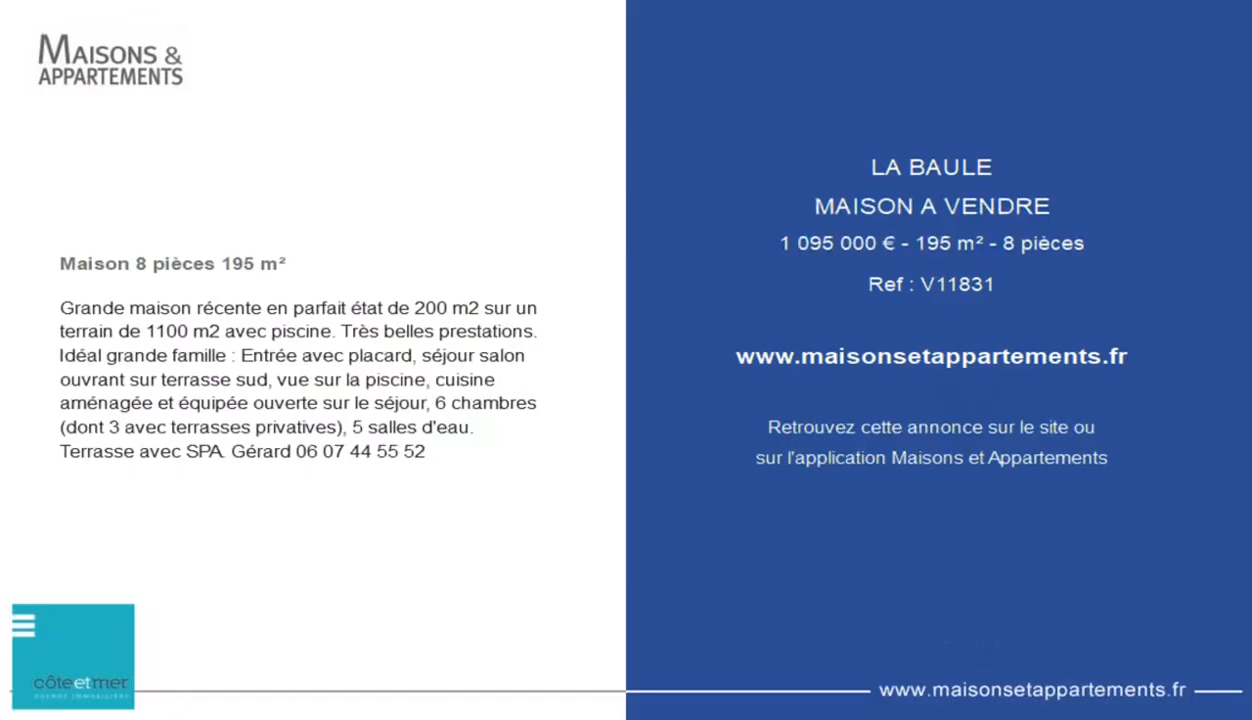 MAISONS &
APPARTEMENTS
Maison 8 pièces 195 m²
Grande maison récente en parfait état de 200 m2 sur un
terrain de 1100 m2 avec piscine. Très belles prestations.
Idéal grande famille : Entrée avec placard, séjour salon
ouvrant sur terrasse sud, vue sur la piscine, cuisine
aménagée et équipée ouverte sur le séjour, 6 chambres
(dont 3 avec terrasses privatives), 5 salles d'eau.
Terrasse avec SPA. Gérard 06 07 44 55 52
côteetmer
AGENCE IMMOBILIÈRE
LA BAULE
MAISON A VENDRE
1 095 000 € - 195 m² - 8 pièces
Ref : V11831
www.maisonsetappartements.fr
Retrouvez cette annonce sur le site ou
sur l'application Maisons et Appartements
www.maisonsetappartements.fr